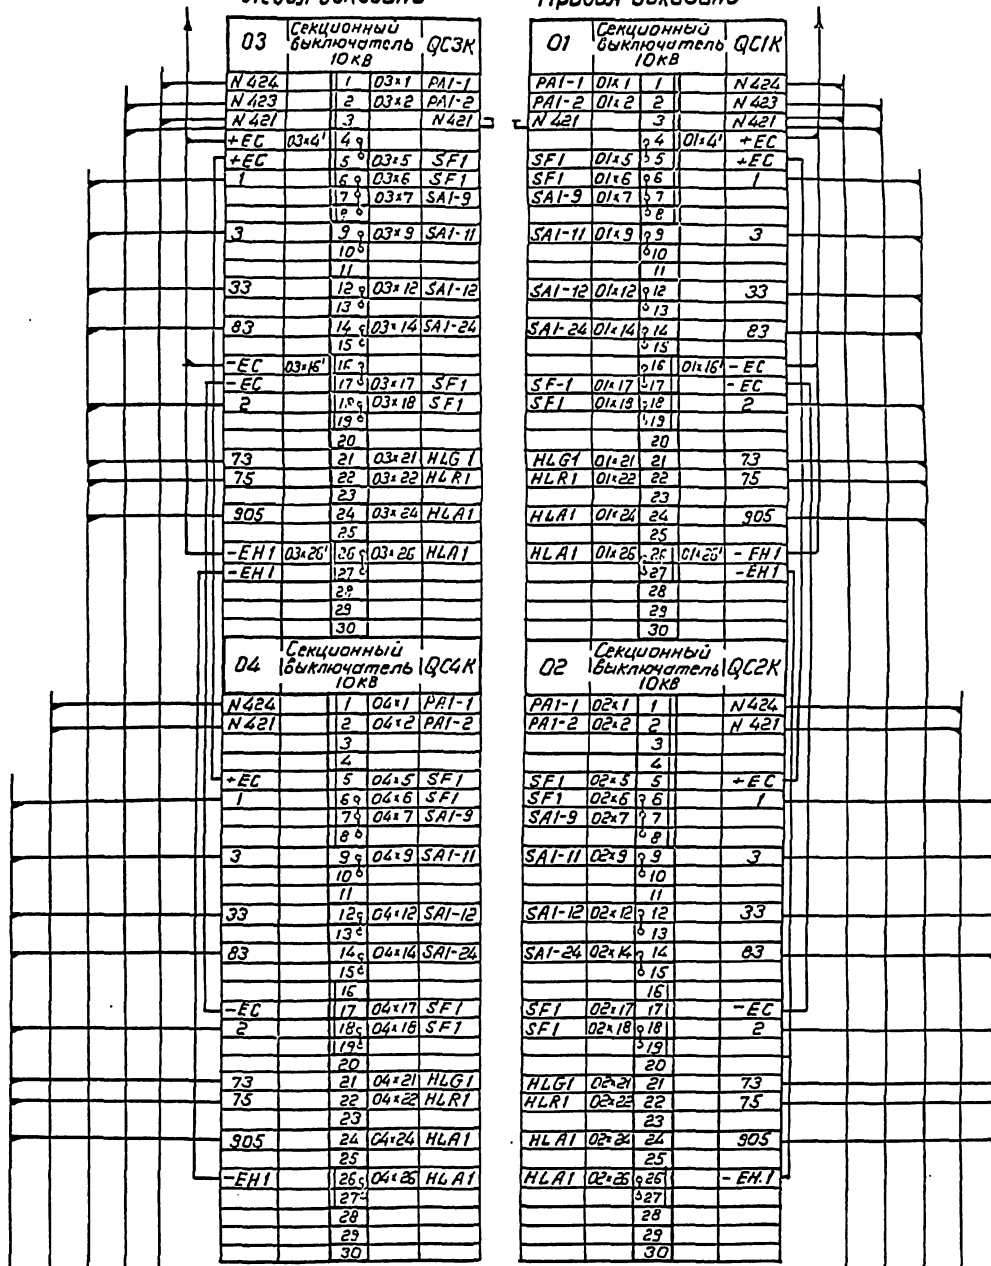 Левая боковина
Правая боковина
03 Секционный выключатель 10кВ QC3К
N424 1 03×1 PA1-1
N423 2 03×2 PA1-2
N421 3 N421
+EC 03×4' 4
+EC 5 03×5 SF1
1 6 03×6 SF1
7 03×7 SA1-9
8
3 9 03×9 SA1-11
10
11
33 12 03×12 SA1-12
13
83 14 03×14 SA1-24
15
-EC 03×16' 16
-EC 17 03×17 SF1
2 18 03×18 SF1
19
20
73 21 03×21 HLG1
75 22 03×22 HLR1
23
905 24 03×24 HLA1
25
-EH1 03×26' 26 03×26 HLA1
-EH1 27
28
29
30
04 Секционный выключатель 10кВ QC4К
N424 1 04×1 PA1-1
N421 2 04×2 PA1-2
3
4
+EC 5 04×5 SF1
1 6 04×6 SF1
7 04×7 SA1-9
8
3 9 04×9 SA1-11
10
11
33 12 04×12 SA1-12
13
83 14 04×14 SA1-24
15
16
-EC 17 04×17 SF1
2 18 04×18 SF1
19
20
73 21 04×21 HLG1
75 22 04×22 HLR1
23
905 24 04×24 HLA1
25
-EH1 26 04×26 HLA1
27
28
29
30
01 Секционный выключатель 10кВ QC1К
PA1-1 01×1 1 N424
PA1-2 01×2 2 N423
N421 3 N421
4 01×4' +EC
SF1 01×5 5 +EC
SF1 01×6 6 1
SA1-9 01×7 7
8
SA1-11 01×9 9 3
10
11
SA1-12 01×12 12 33
13
SA1-24 01×14 14 83
15
16 01×16' -EC
SF-1 01×17 17 -EC
SF1 01×19 18 2
19
20
HLG1 01×21 21 73
HLR1 01×22 22 75
23
HLA1 01×24 24 905
25
HLA1 01×26 26 01×26' -EH1
27 -EH1
28
29
30
02 Секционный выключатель 10кВ QC2К
PA1-1 02×1 1 N424
PA1-2 02×2 2 N421
3
4
SF1 02×5 5 +EC
SF1 02×6 6 1
SA1-9 02×7 7
8
SA1-11 02×9 9 3
10
11
SA1-12 02×12 12 33
13
SA1-24 02×14 14 83
15
16
SF1 02×17 17 -EC
SF1 02×18 18 2
19
20
HLG1 02×21 21 73
HLR1 02×22 22 75
23
HLA1 02×24 24 905
25
HLA1 02×26 26 -EH.1
27
28
29
30